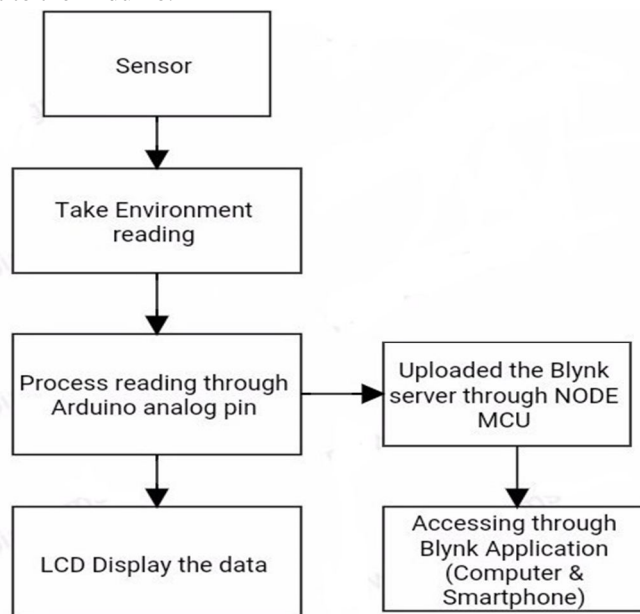 Sensor
Take Environment
reading
Process reading through
Arduino analog pin
Uploaded the Blynk
server through NODE
MCU
LCD Display the data
Accessing through
Blynk Application
(Computer &
Smartphone)